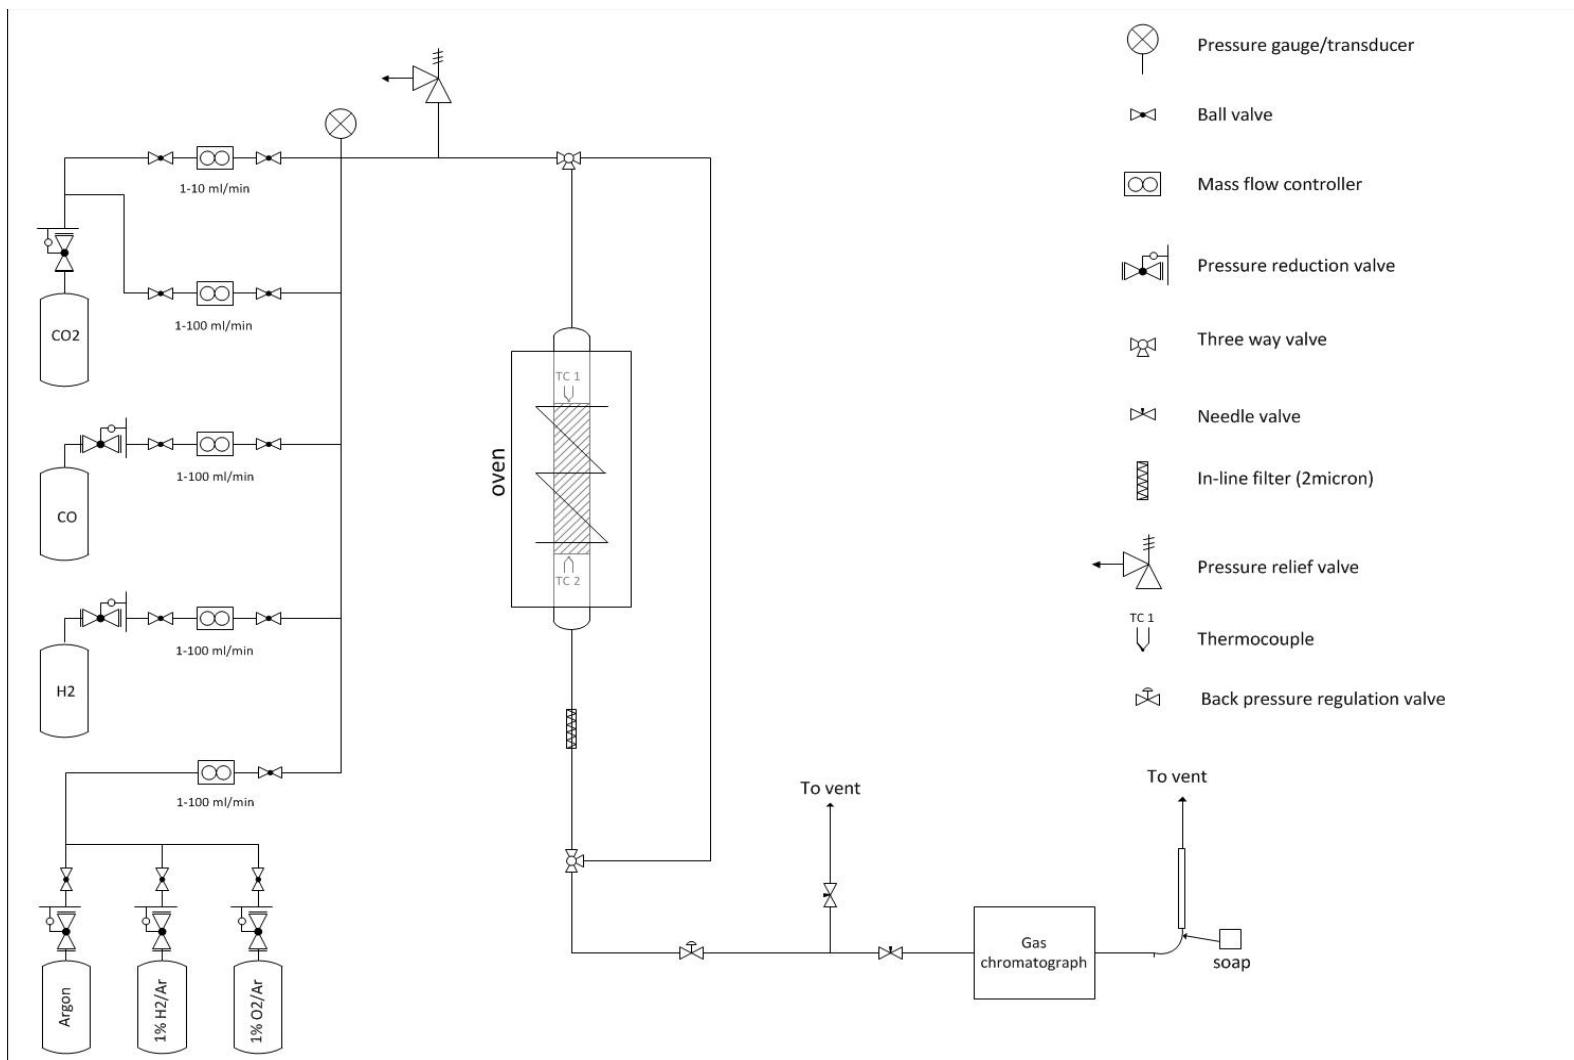 Pressure gauge/transducer
Ball valve
1-10 ml/min
Mass flow controller
Pressure reduction valve
1-100 ml/min
CO2
Three way valve
TC 1
Needle valve
oven
1-100 ml/min
In-line filter (2micron)
CO
Pressure relief valve
TC 2
TC 1
Thermocouple
1-100 ml/min
H2
Back pressure regulation valve
1-100 ml/min
To vent
To vent
Gas
chromatograph
soap
Argon
1% H2/Ar
1% O2/Ar